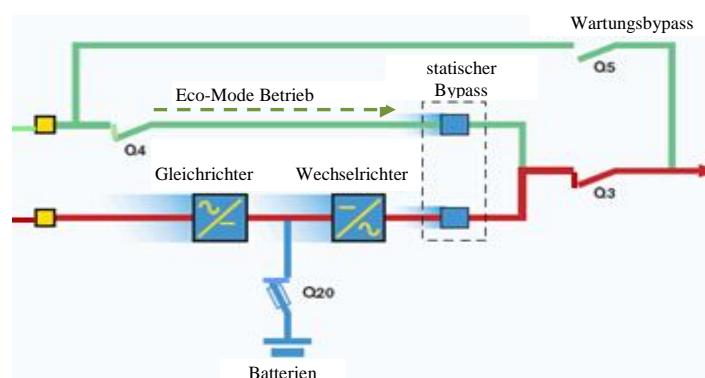 Wartungsbypass
Q5
statischer
Bypass
Eco-Mode Betrieb
Q4
Gleichrichter
Wechselrichter
Q3
Q20
Batterien